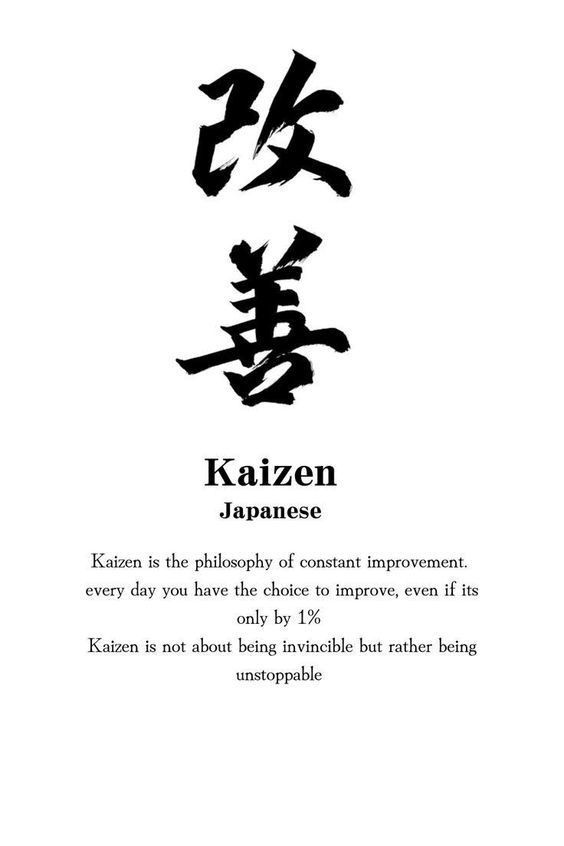 改
善
Kaizen
Japanese
Kaizen is the philosophy of constant improvement.
every day you have the choice to improve, even if its
only by 1%
Kaizen is not about being invincible but rather being
unstoppable